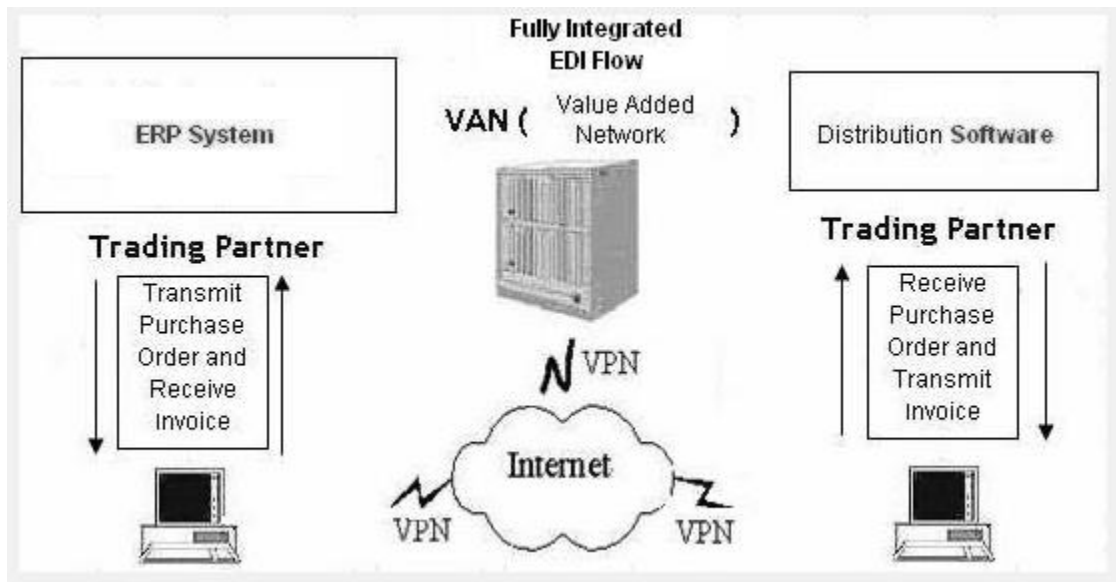 Fully Integrated
EDI Flow
VAN ( Value Added
Network )
ERP System
Distribution Software
Trading Partner
Transmit
Purchase
Order and
Receive
Invoice
Trading Partner
Receive
Purchase
Order and
Transmit
Invoice
VPN
Internet
VPN
VPN